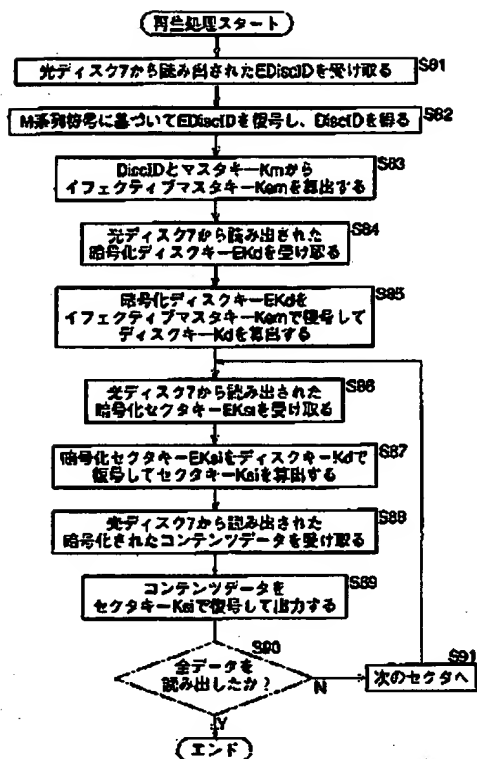 再生処理スタート
S81
光ディスク7から読み出されたEDiscIDを受け取る
S82
M系列符号に基づいてEDiscIDを復号し、DiscIDを得る
S83
DiscIDとマスタキーKmから
イフェクティブマスタキーKemを算出する
S84
光ディスク7から読み出された
暗号化ディスクキーEKdを受け取る
S85
暗号化ディスクキーEKdを
イフェクティブマスタキーKemで復号して
ディスクキーKdを算出する
S86
光ディスク7から読み出された
暗号化セクタキーEKsiを受け取る
S87
暗号化セクタキーEKsiをディスクキーKdで
復号してセクタキーKsiを算出する
S88
光ディスク7から読み出された
暗号化されたコンテンツデータを受け取る
S89
コンテンツデータを
セクタキーKsiで復号して出力する
S90
全データを
読み出したか?
N
S91
次のセクタへ
Y
エンド